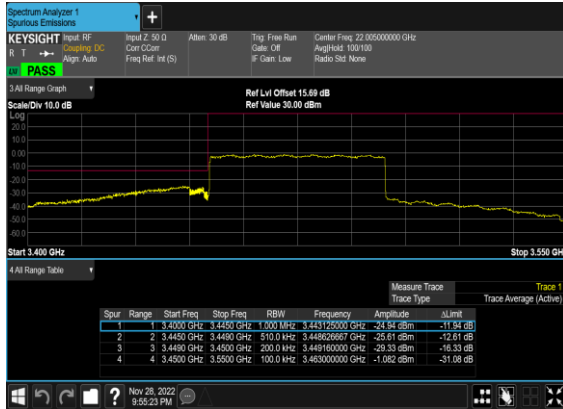 Spectrum Analyzer 1
Spurious Emissions
+
KEYSIGHT Input: RF Input Z: 50 Ω Atten: 30 dB Trig: Free Run Center Freq: 22.005000000 GHz
R T Coupling: DC Corr CCorr Gate: Off Avg|Hold: 100/100
Align: Auto Freq Ref: Int (S) IF Gain: Low Radio Std: None
PASS
3 All Range Graph
Ref Lvl Offset 15.69 dB
Scale/Div 10.0 dB Ref Value 30.00 dBm
Log
20.0
10.0
0.00
-10.0
-20.0
-30.0
-40.0
-50.0
-60.0
Start 3.400 GHz Stop 3.550 GH
4 All Range Table
Measure Trace Trace 1
Trace Type Trace Average (Active)
Spur Range Start Freq Stop Freq RBW Frequency Amplitude ΔLimit
1 1 3.4000 GHz 3.4450 GHz 1.000 MHz 3.443125000 GHz -24.94 dBm -11.94 dB
2 2 3.4450 GHz 3.4490 GHz 510.0 kHz 3.448626667 GHz -25.61 dBm -12.61 dB
3 3 3.4490 GHz 3.4500 GHz 200.0 kHz 3.449160000 GHz -29.33 dBm -16.33 dB
4 4 3.4500 GHz 3.5500 GHz 100.0 kHz 3.463000000 GHz -1.082 dBm -31.08 dB
? Nov 28, 2022
9:55:23 PM